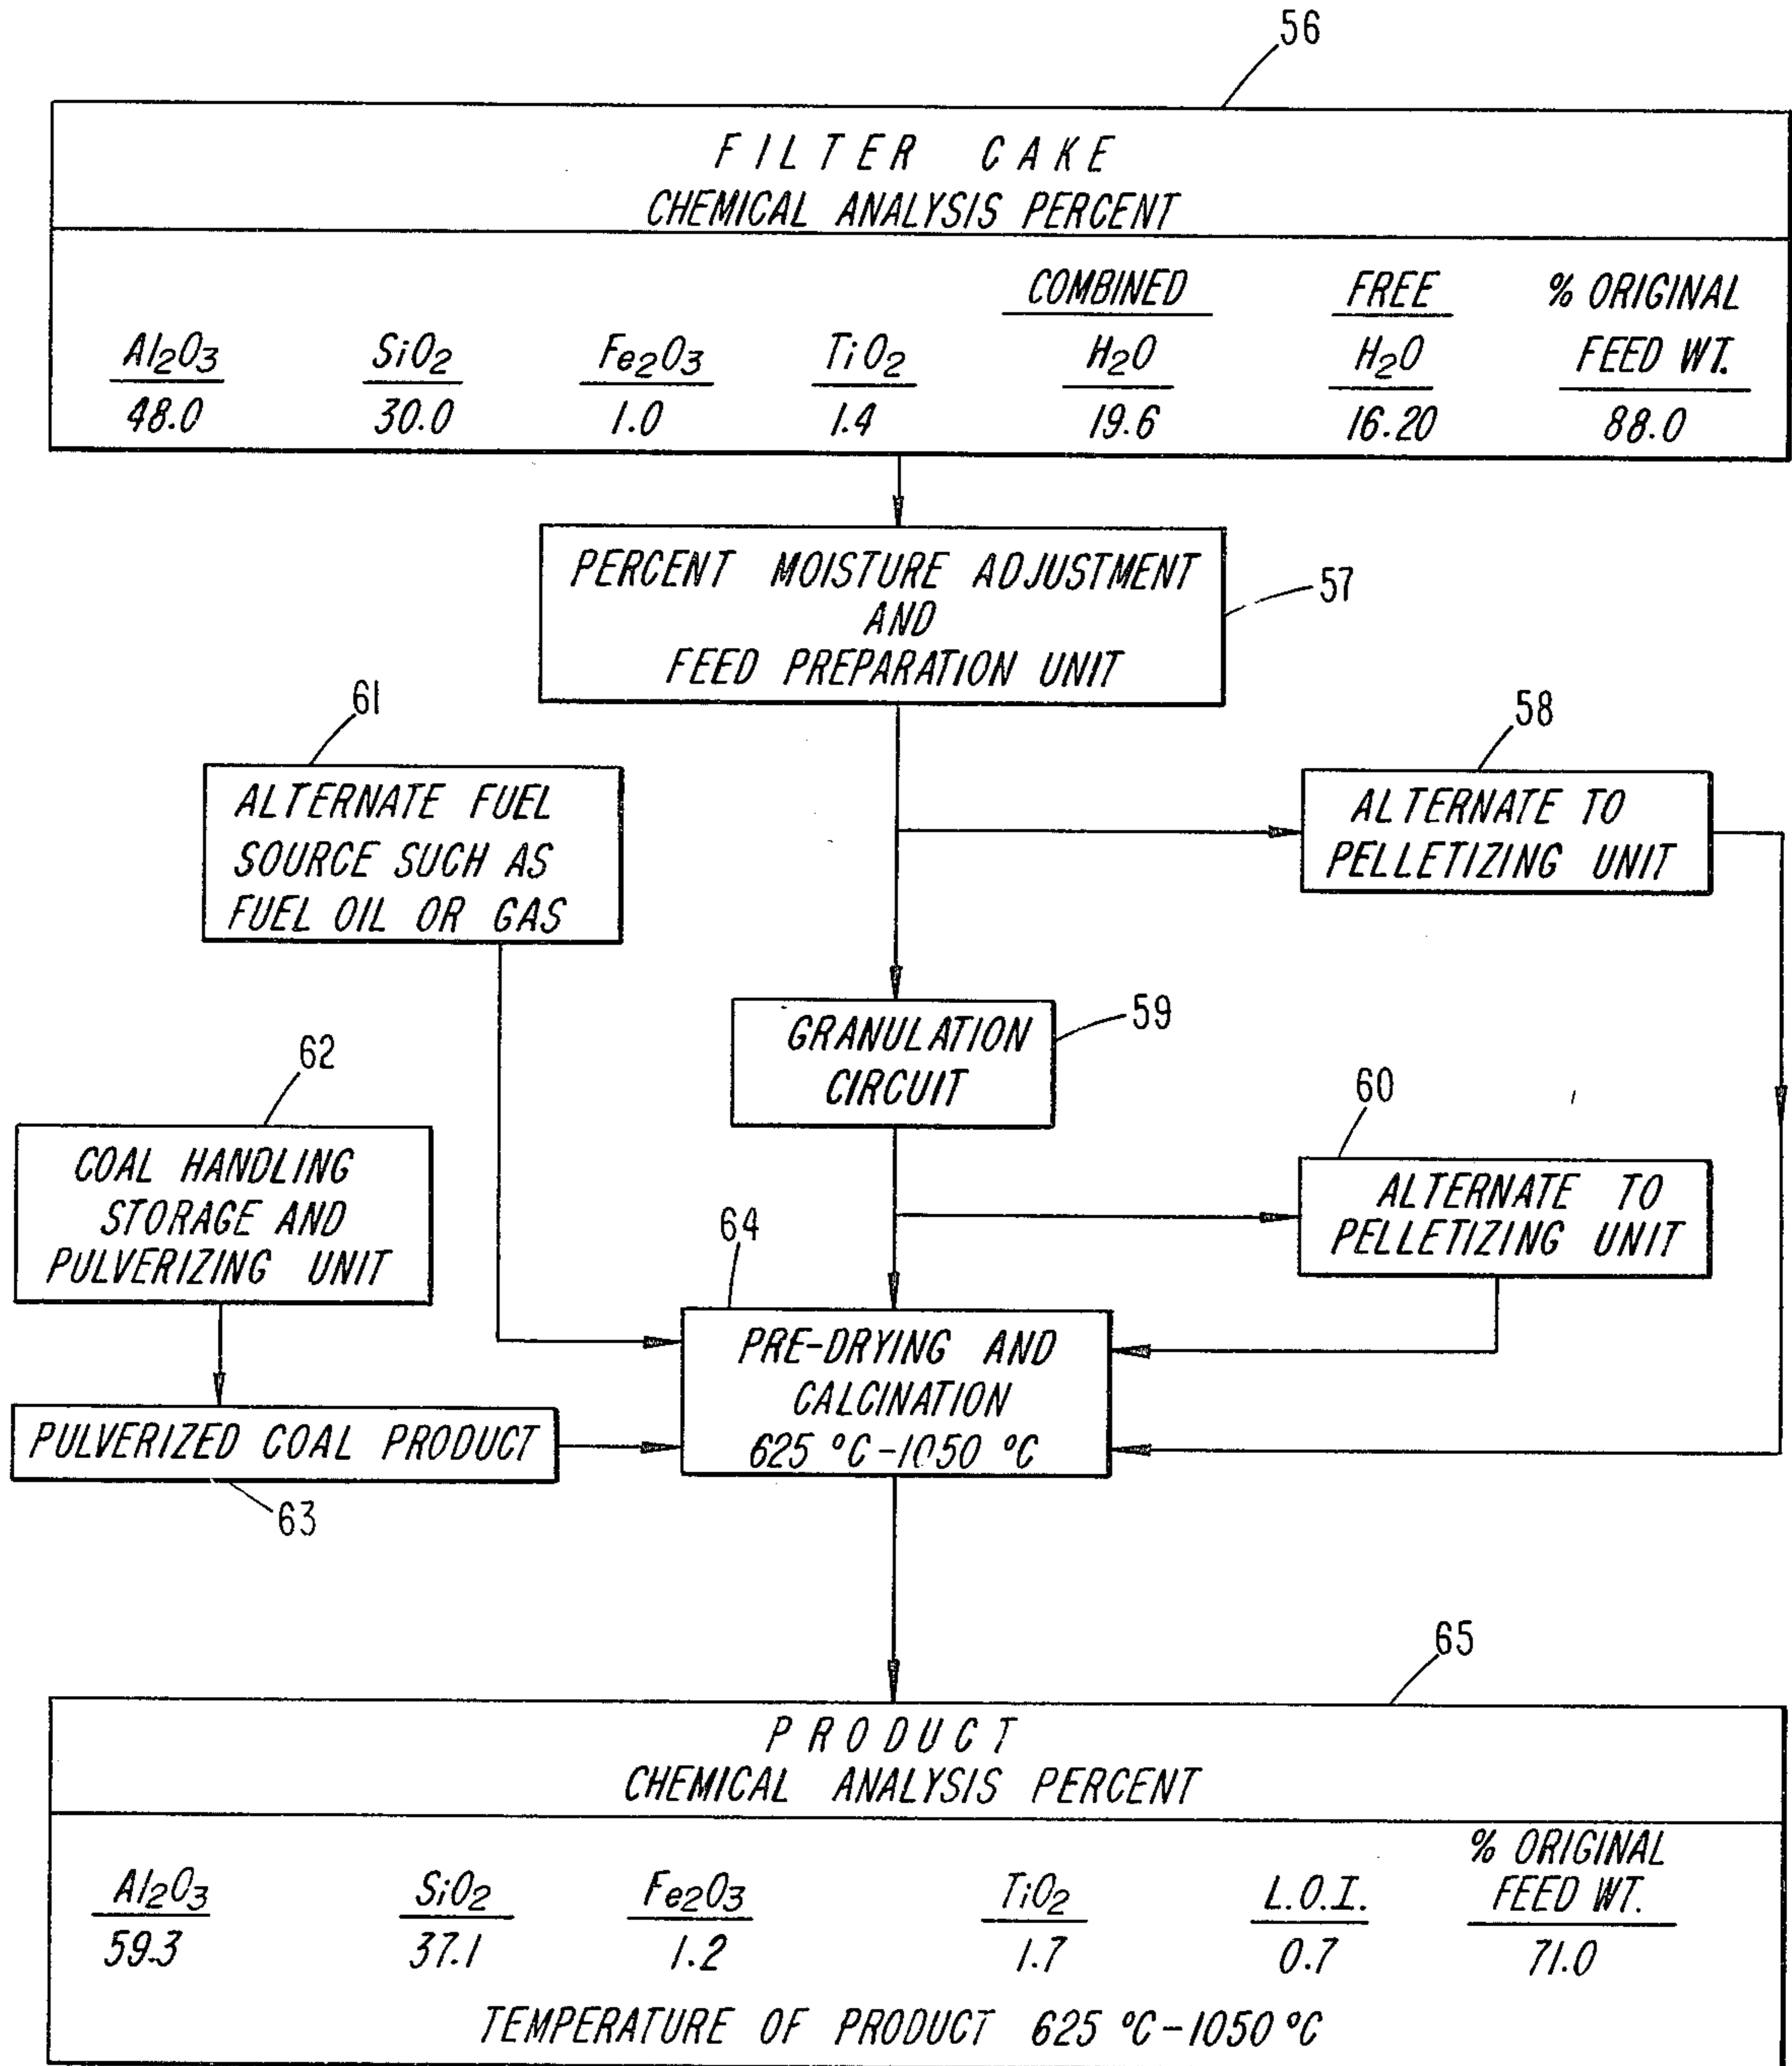 56
FILTER CAKE
CHEMICAL ANALYSIS PERCENT
COMBINED FREE % ORIGINAL
Al2O3 SiO2 Fe2O3 TiO2 H2O H2O FEED WT.
48.0 30.0 1.0 1.4 19.6 16.20 88.0
PERCENT MOISTURE ADJUSTMENT
AND
FEED PREPARATION UNIT
57
61
ALTERNATE FUEL
SOURCE SUCH AS
FUEL OIL OR GAS
58
ALTERNATE TO
PELLETIZING UNIT
GRANULATION
CIRCUIT
59
62
COAL HANDLING
STORAGE AND
PULVERIZING UNIT
60
ALTERNATE TO
PELLETIZING UNIT
64
PRE-DRYING AND
CALCINATION
625 °C-1050 °C
PULVERIZED COAL PRODUCT
63
65
PRODUCT
CHEMICAL ANALYSIS PERCENT
% ORIGINAL
Al2O3 SiO2 Fe2O3 TiO2 L.O.I. FEED WT.
59.3 37.1 1.2 1.7 0.7 71.0
TEMPERATURE OF PRODUCT 625 °C-1050 °C